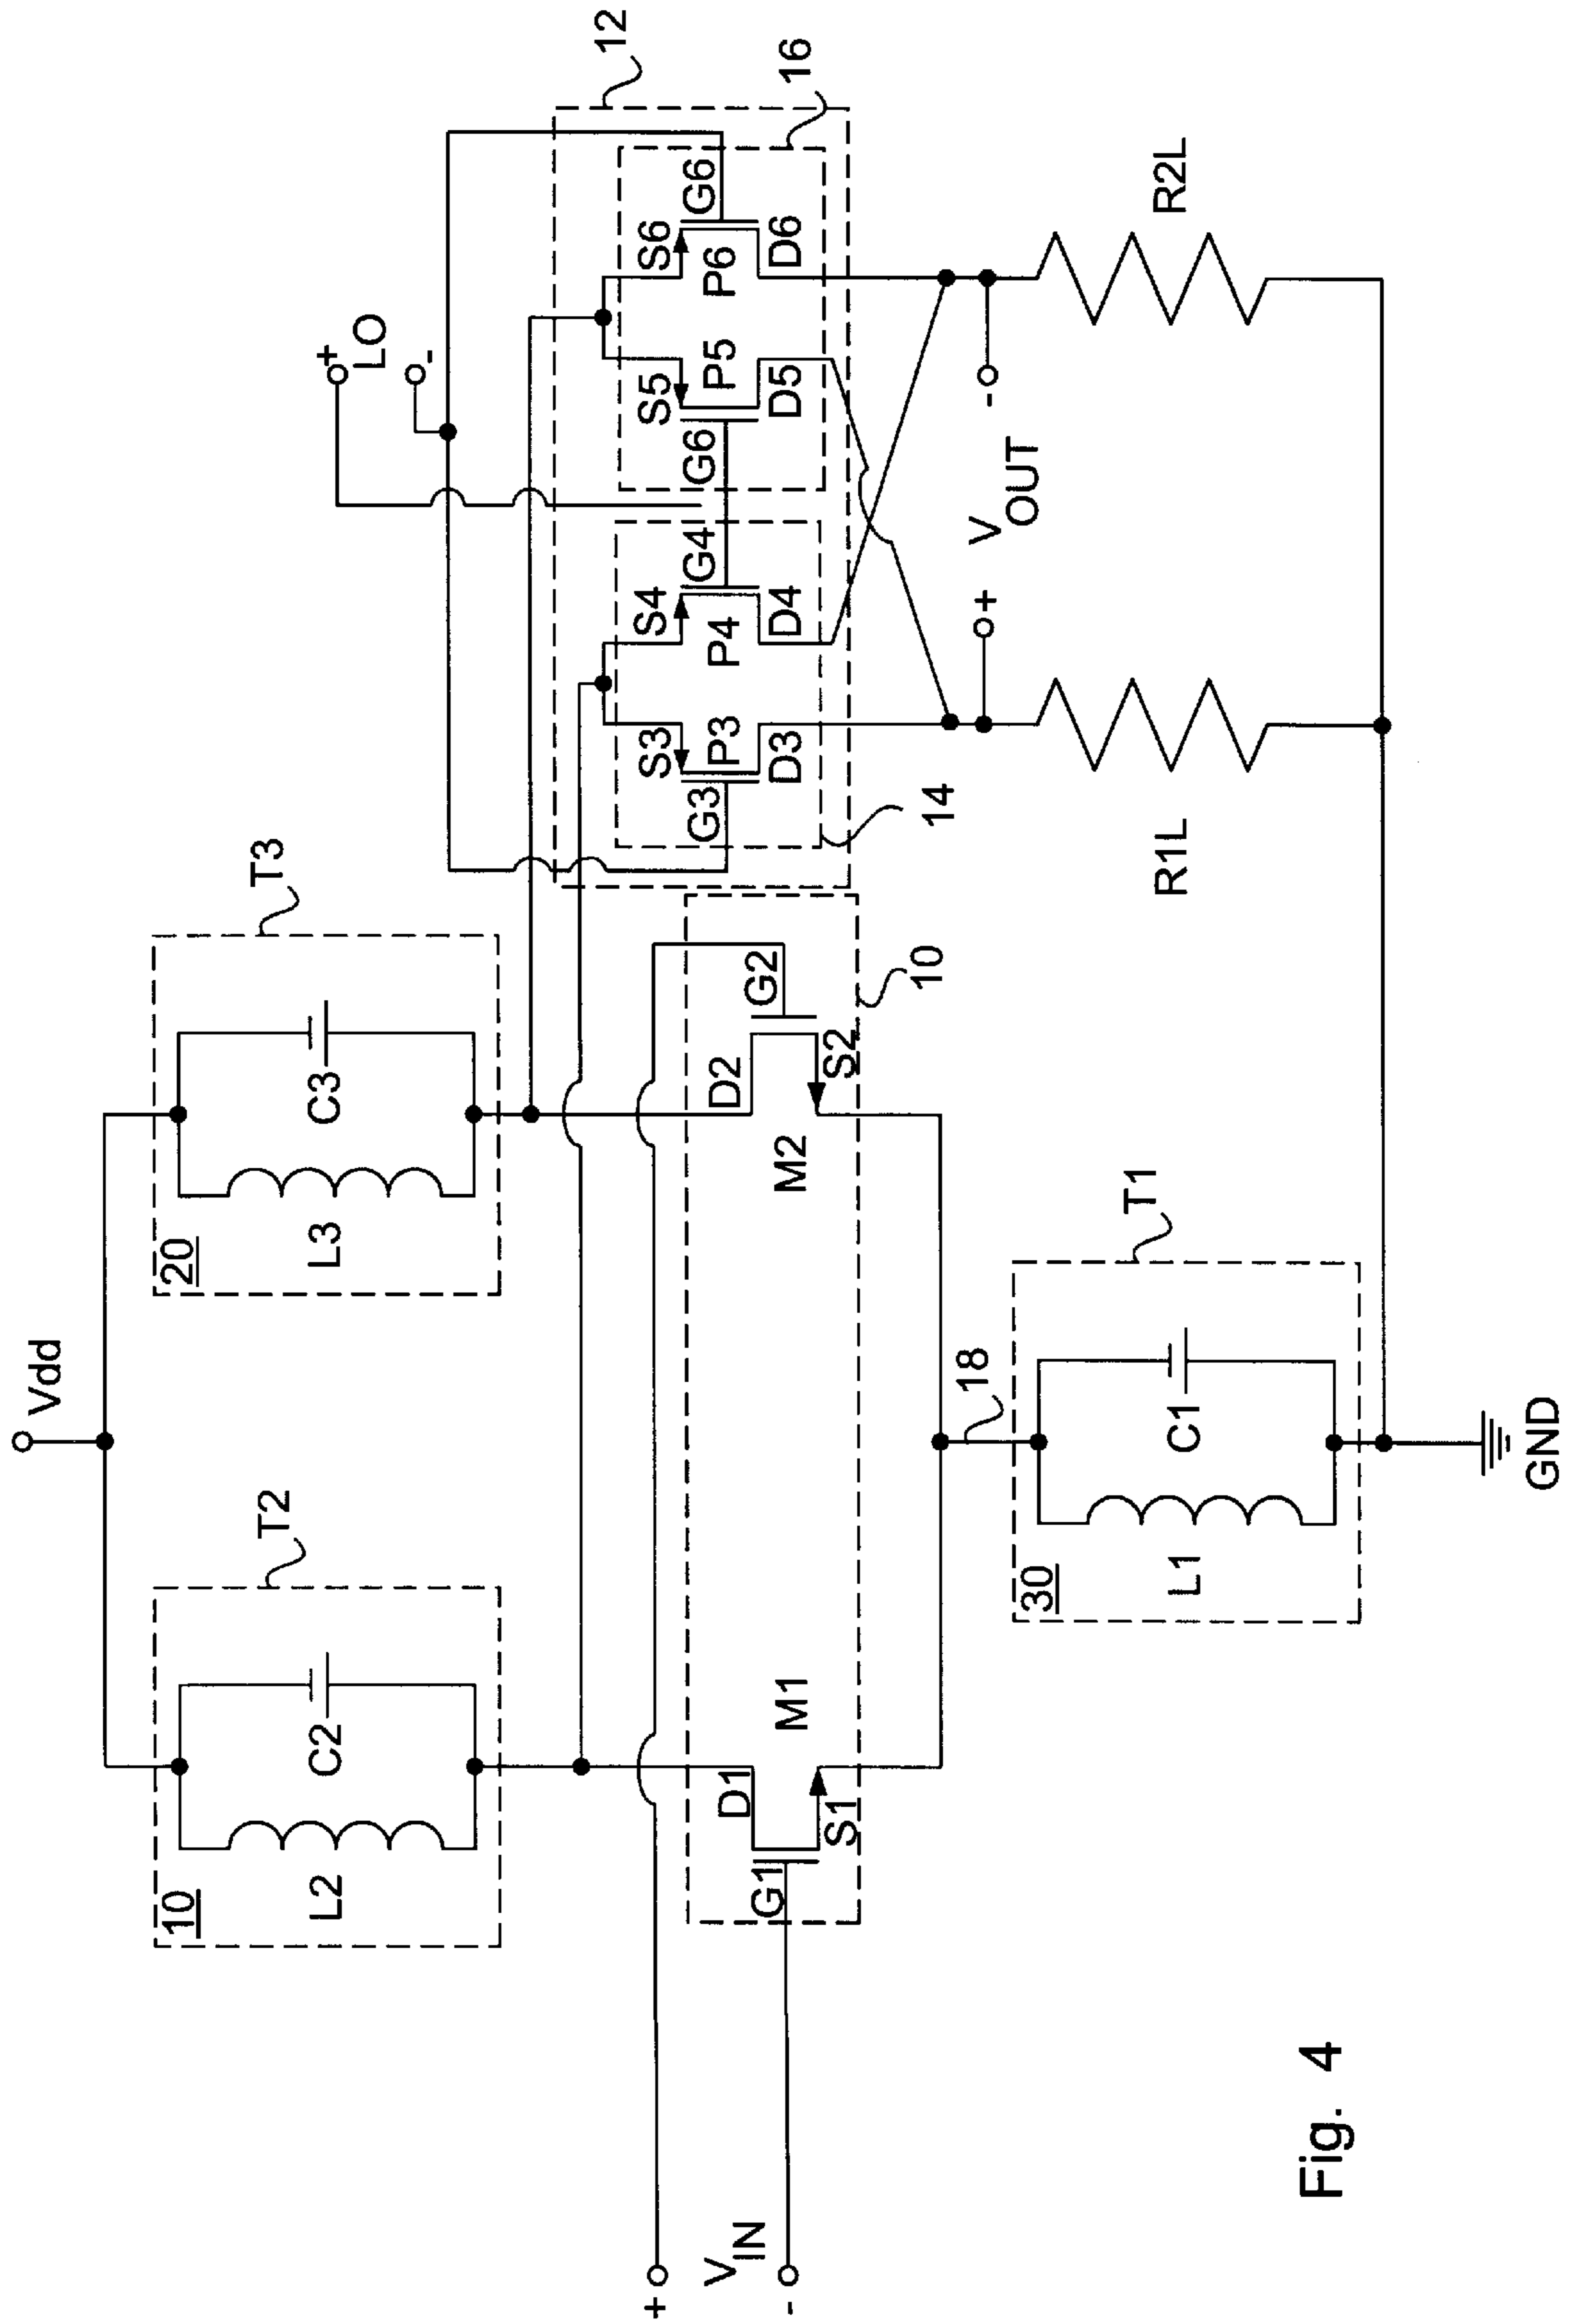 Vdd
T2
10
L2
C2
T3
20
L3
C3
+
LO
-
12
16
S3
G3
P3
D3
S4
G4
P4
D4
S5
G6
P5
D5
S6
G6
P6
D6
14
+
VIN
-
D1
G1
S1
M1
D2
G2
S2
M2
10
18
T1
30
L1
C1
GND
+
VOUT
-
R1L
R2L
Fig. 4